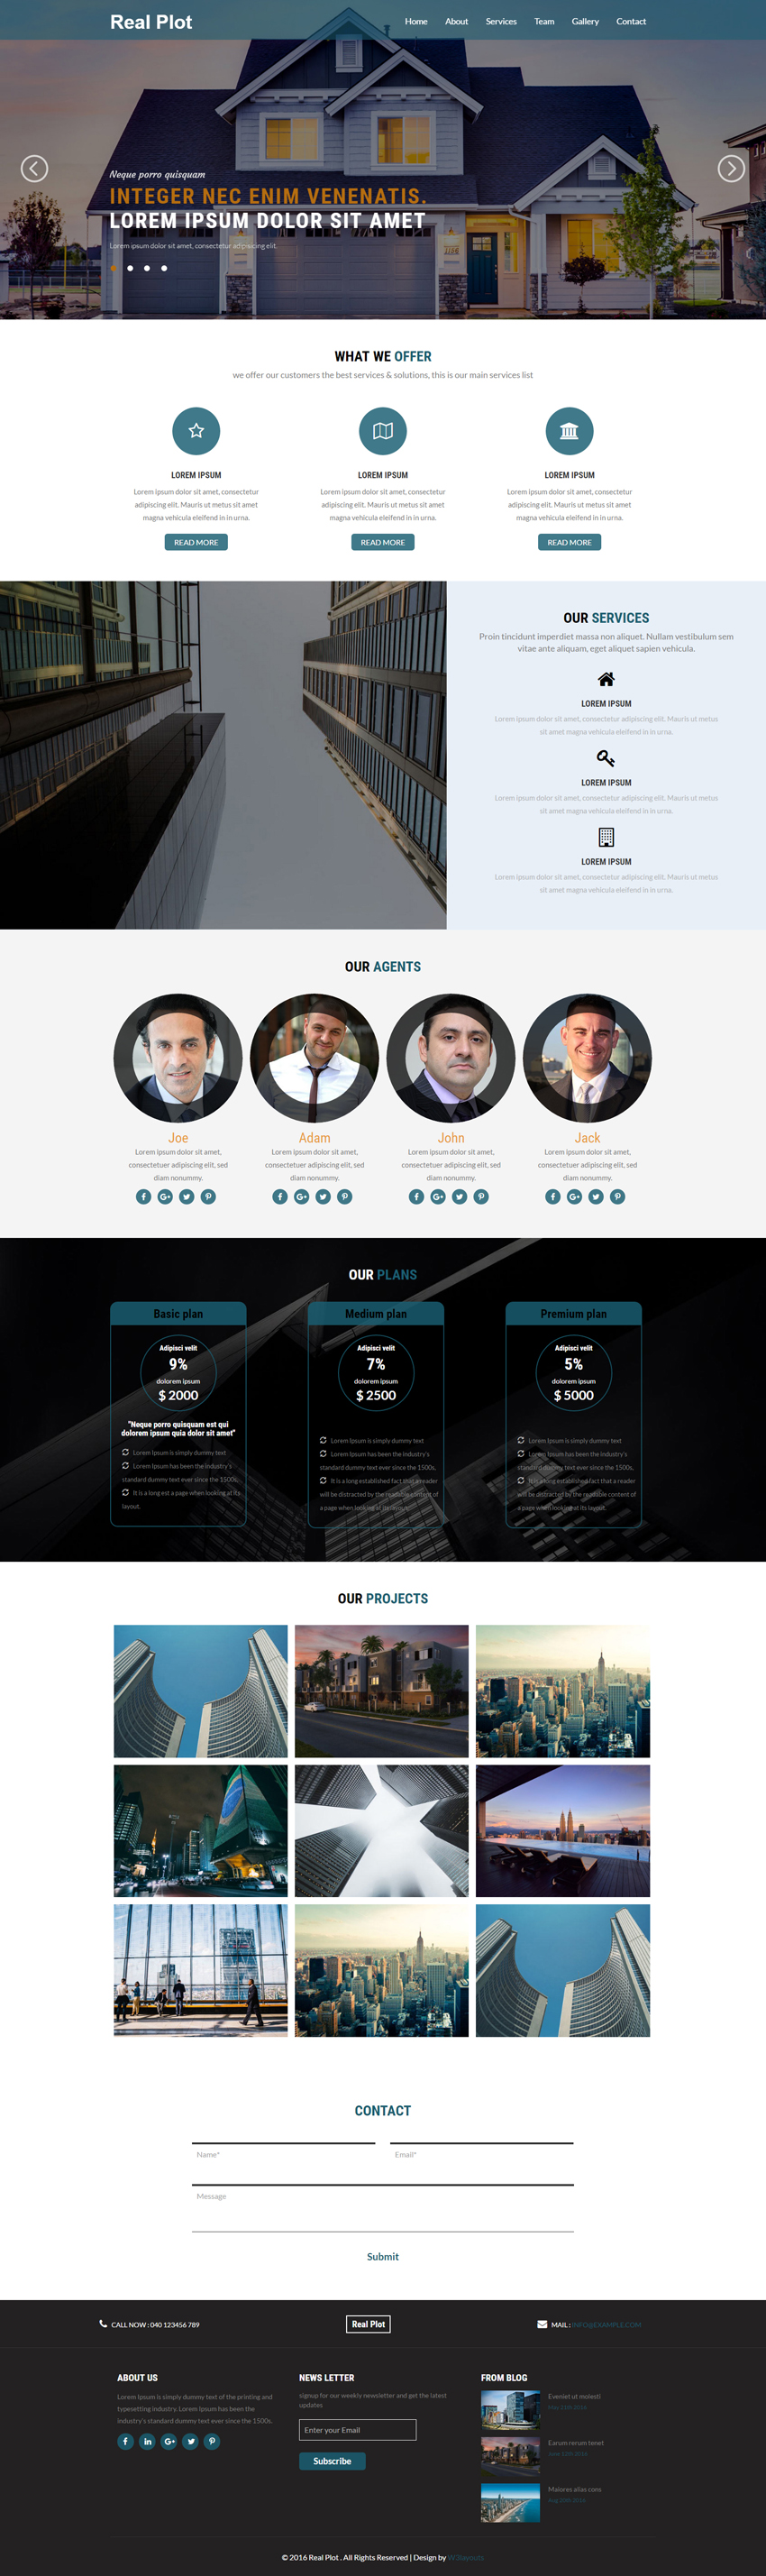 Real Plot
Home About Services Team Gallery Contact
Neque porro quisquam
INTEGER NEC ENIM VENENATIS.
LOREM IPSUM DOLOR SIT AMET
Lorem ipsum dolor sit amet, consectetur adipisicing elit.
WHAT WE OFFER
we offer our customers the best services & solutions, this is our main services list
LOREM IPSUM
Lorem ipsum dolor sit amet, consectetur
adipiscing elit. Mauris ut metus sit amet
magna vehicula eleifend in in urna.
READ MORE
LOREM IPSUM
Lorem ipsum dolor sit amet, consectetur
adipiscing elit. Mauris ut metus sit amet
magna vehicula eleifend in in urna.
READ MORE
LOREM IPSUM
Lorem ipsum dolor sit amet, consectetur
adipiscing elit. Mauris ut metus sit amet
magna vehicula eleifend in in urna.
READ MORE
OUR SERVICES
Proin tincidunt imperdiet massa non aliquet. Nullam vestibulum sem
vitae ante aliquam, eget aliquet sapien vehicula.
LOREM IPSUM
Lorem ipsum dolor sit amet, consectetur adipiscing elit. Mauris ut metus
sit amet magna vehicula eleifend in in urna.
LOREM IPSUM
Lorem ipsum dolor sit amet, consectetur adipiscing elit. Mauris ut metus
sit amet magna vehicula eleifend in in urna.
LOREM IPSUM
Lorem ipsum dolor sit amet, consectetur adipiscing elit. Mauris ut metus
sit amet magna vehicula eleifend in in urna.
OUR AGENTS
Joe
Lorem ipsum dolor sit amet,
consectetuer adipiscing elit, sed
diam nonummy.
Adam
Lorem ipsum dolor sit amet,
consectetuer adipiscing elit, sed
diam nonummy.
John
Lorem ipsum dolor sit amet,
consectetuer adipiscing elit, sed
diam nonummy.
Jack
Lorem ipsum dolor sit amet,
consectetuer adipiscing elit, sed
diam nonummy.
OUR PLANS
Basic plan
Adipisci velit
9%
dolorem ipsum
$ 2000
"Neque porro quisquam est qui
dolorem ipsum quia dolor sit amet"
Lorem Ipsum is simply dummy text
Lorem Ipsum has been the industry's
standard dummy text ever since the 1500s,
It is a long est a page when looking at its
layout.
Medium plan
Adipisci velit
7%
dolorem ipsum
$ 2500
Lorem Ipsum is simply dummy text
Lorem Ipsum has been the industry's
standard dummy text ever since the 1500s,
It is a long established fact that a reader
will be distracted by the readable content of
a page when looking at its layout.
Premium plan
Adipisci velit
5%
dolorem ipsum
$ 5000
Lorem Ipsum is simply dummy text
Lorem Ipsum has been the industry's
standard dummy text ever since the 1500s,
It is a long established fact that a reader
will be distracted by the readable content of
a page when looking at its layout.
OUR PROJECTS
CONTACT
Name*
Email*
Message
Submit
CALL NOW : 040 123456 789
Real Plot
MAIL : INFO@EXAMPLE.COM
ABOUT US
Lorem Ipsum is simply dummy text of the printing and
typesetting industry. Lorem Ipsum has been the
industry's standard dummy text ever since the 1500s.
NEWS LETTER
signup for our weekly newsletter and get the latest
updates
Enter your Email
Subscribe
FROM BLOG
Eveniet ut molesti
Earum rerum tenet
Maiores alias cons
© 2016 Real Plot . All Rights Reserved | Design by W3layouts